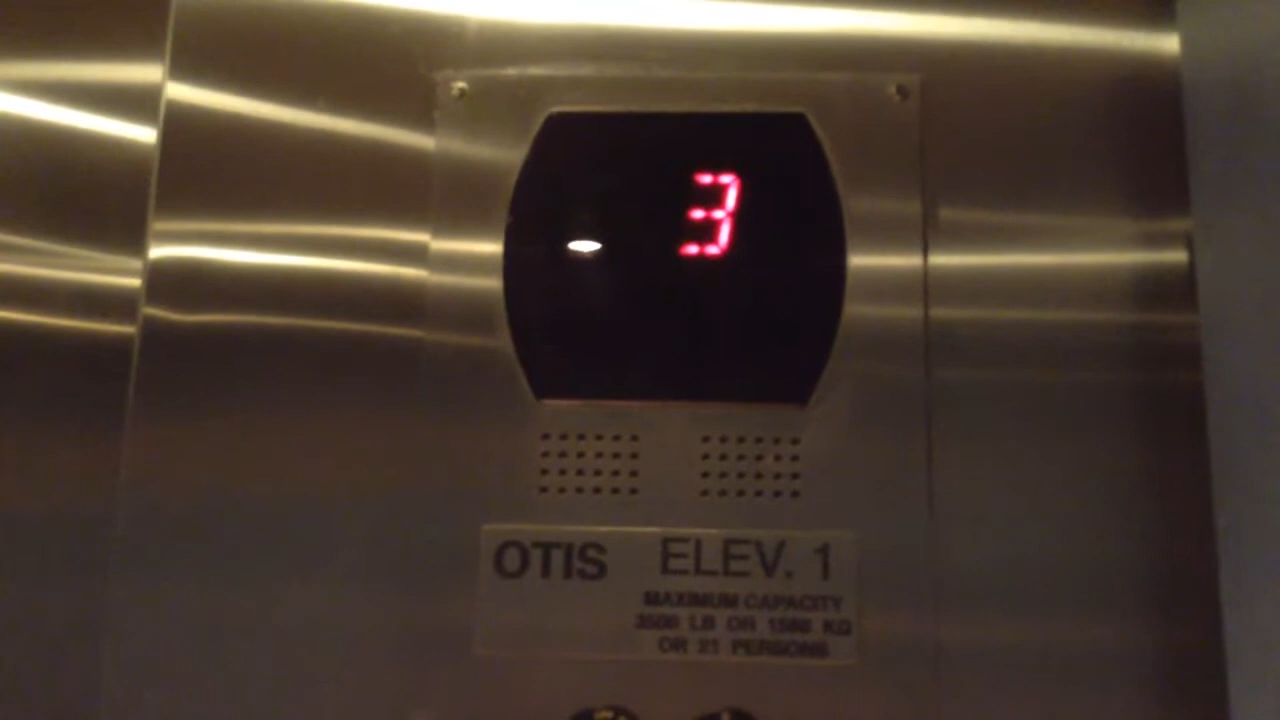 3
OTIS ELEV. 1
MAXIMUM CAPACITY
3500 LB OR 1588 KG
OR 21 PERSONS